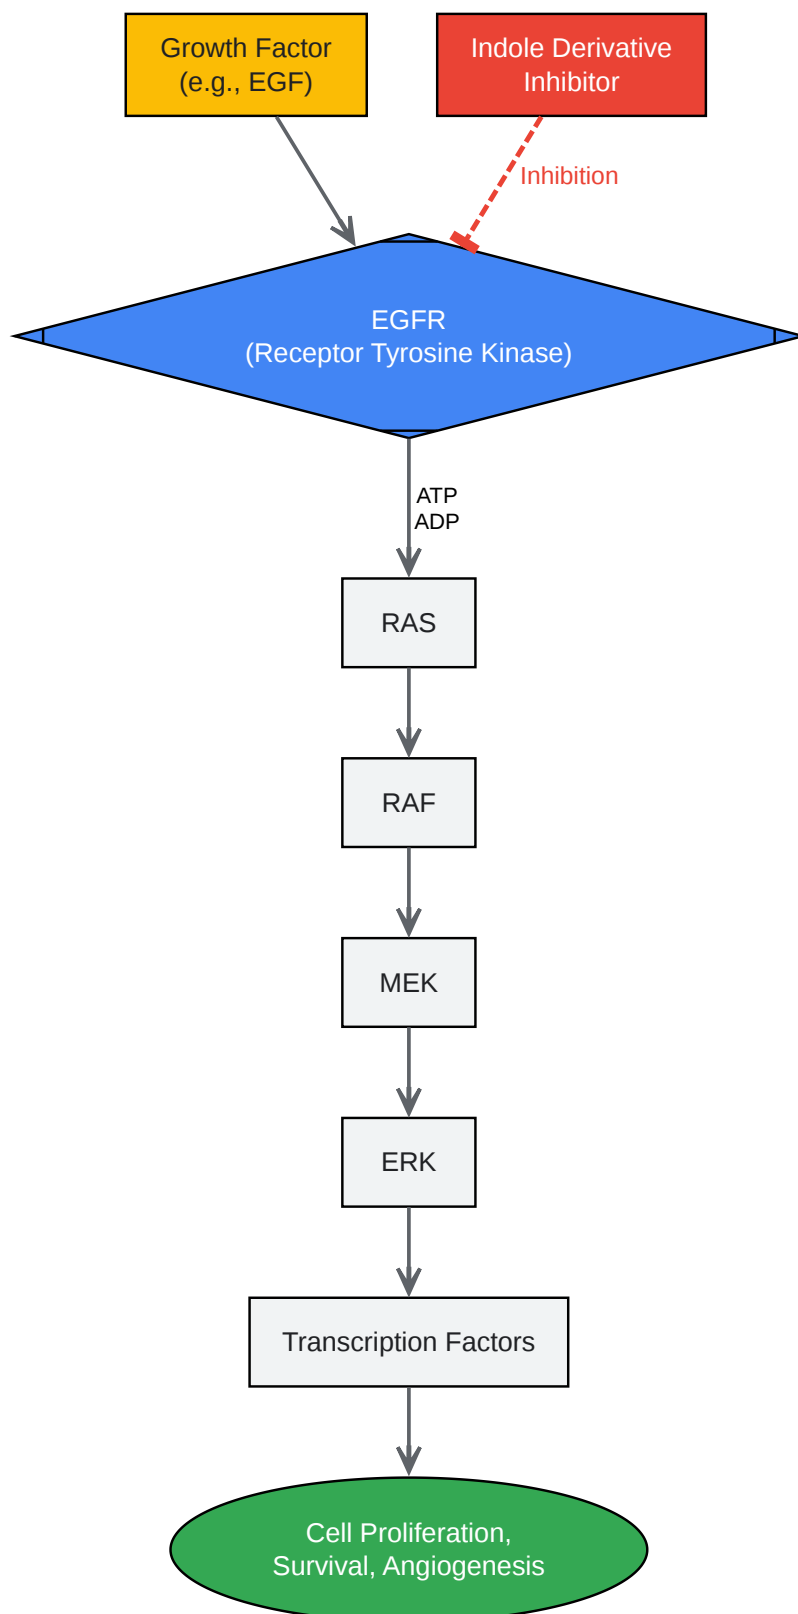 Growth Factor
(e.g., EGF)
Indole Derivative
Inhibitor
Inhibition
EGFR
(Receptor Tyrosine Kinase)
ATP
ADP
RAS
RAF
MEK
ERK
Transcription Factors
Cell Proliferation,
Survival, Angiogenesis